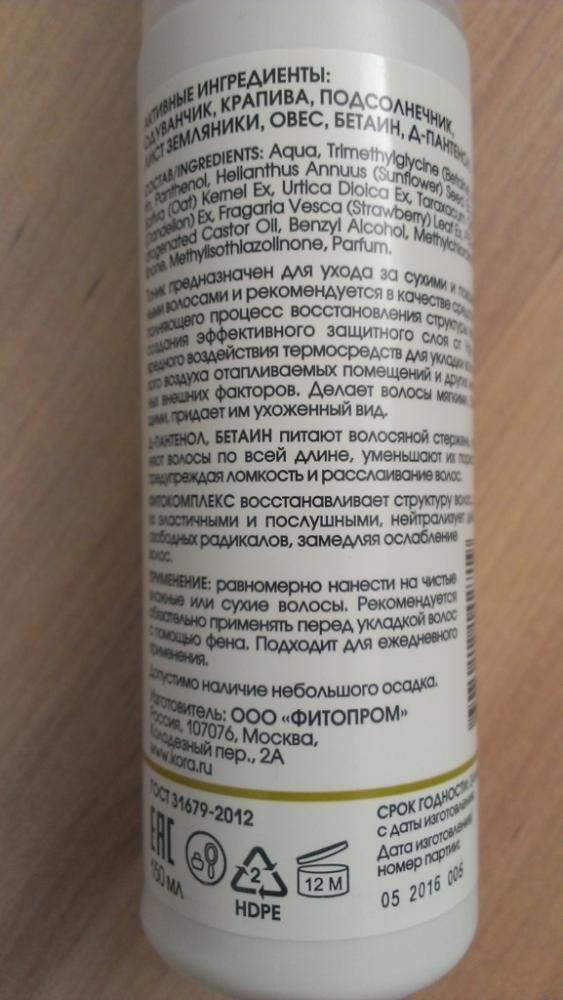 АКТИВНЫЕ ИНГРЕДИЕНТЫ:
ОДУВАНЧИК, КРАПИВА, ПОДСОЛНЕЧНИК,
ЛИСТ ЗЕМЛЯНИКИ, ОВЕС, БЕТАИН, Д-ПАНТЕНОЛ
СОСТАВ/INGREDIENTS: Aqua, Trimethylglycine (Betaine
Panthenol, Helianthus Annuus (Sunflower) Seed
Sativa (Oat) Kernel Ex, Urtica Dioica Ex, Taraxacum
(Dandelion) Ex, Fragaria Vesca (Strawberry) Leaf Ex,
Castor Oil, Benzyl Alcohol,
Methylisothiazolinone, Parfum.
Тоник предназначен для ухода за сухими и
волосами и рекомендуется в качестве
процесс восстановления структуры
создания эффективного защитного слоя от
воздействия термосредств для укладки
воздуха отапливаемых помещений и других
внешних факторов. Делает волосы мягкими,
придает им ухоженный вид.
Д-ПАНТЕНОЛ, БЕТАИН питают волосяной стержень,
волосы по всей длине, уменьшают их
предупреждая ломкость и расслаивание волос.
ФИТОКОМПЛЕКС восстанавливает структуру
их эластичными и послушными, нейтрализует
свободных радикалов, замедляя ослабление
волос.
ПРИМЕНЕНИЕ: равномерно нанести на чистые
влажные или сухие волосы. Рекомендуется
обязательно применять перед укладкой волос
с помощью фена. Подходит для ежедневного
применения.
Допустимо наличие небольшого осадка.
Изготовитель: ООО «ФИТОПРОМ»
Россия, 107076, Москва,
Колодезный пер., 2А
www.kora.ru
ГОСТ 31679-2012
СРОК ГОДНОСТИ:
с даты изготовления
Дата изготовления
номер партии:
05 2016 006
EAC
2
12 М
150 МЛ
HDPE